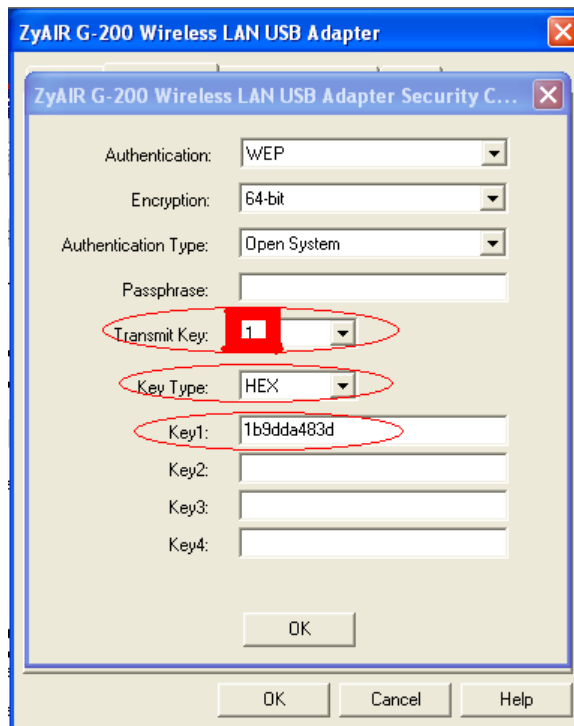 ZyAIR G-200 Wireless LAN USB Adapter
ZyAIR G-200 Wireless LAN USB Adapter Security C...
Authentication: WEP
Encryption: 64-bit
Authentication Type: Open System
Passphrase:
Transmit Key: 1
Key Type: HEX
Key1: 1b9dda483d
Key2:
Key3:
Key4:
OK
OK Cancel Help